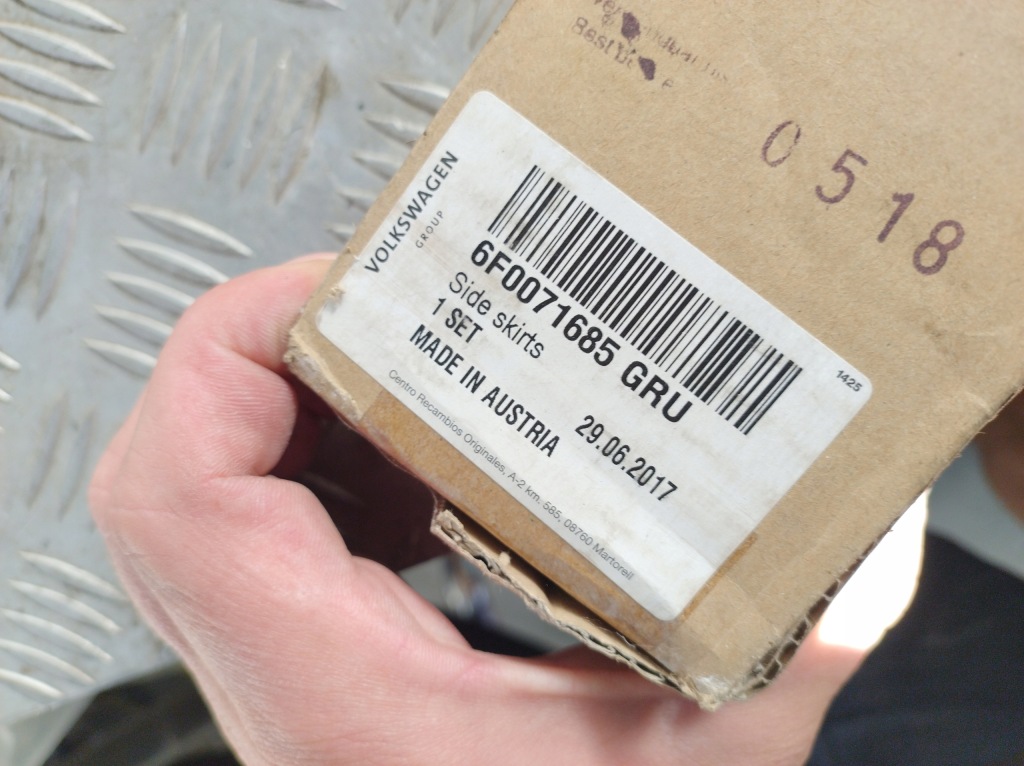 0518
VOLKSWAGEN
GROUP
6F0071685 GRU
Side skirts
1 SET
MADE IN AUSTRIA 29.06.2017
Centro Recambios Originales, A-2 km. 585, 08760 Martorell
1425